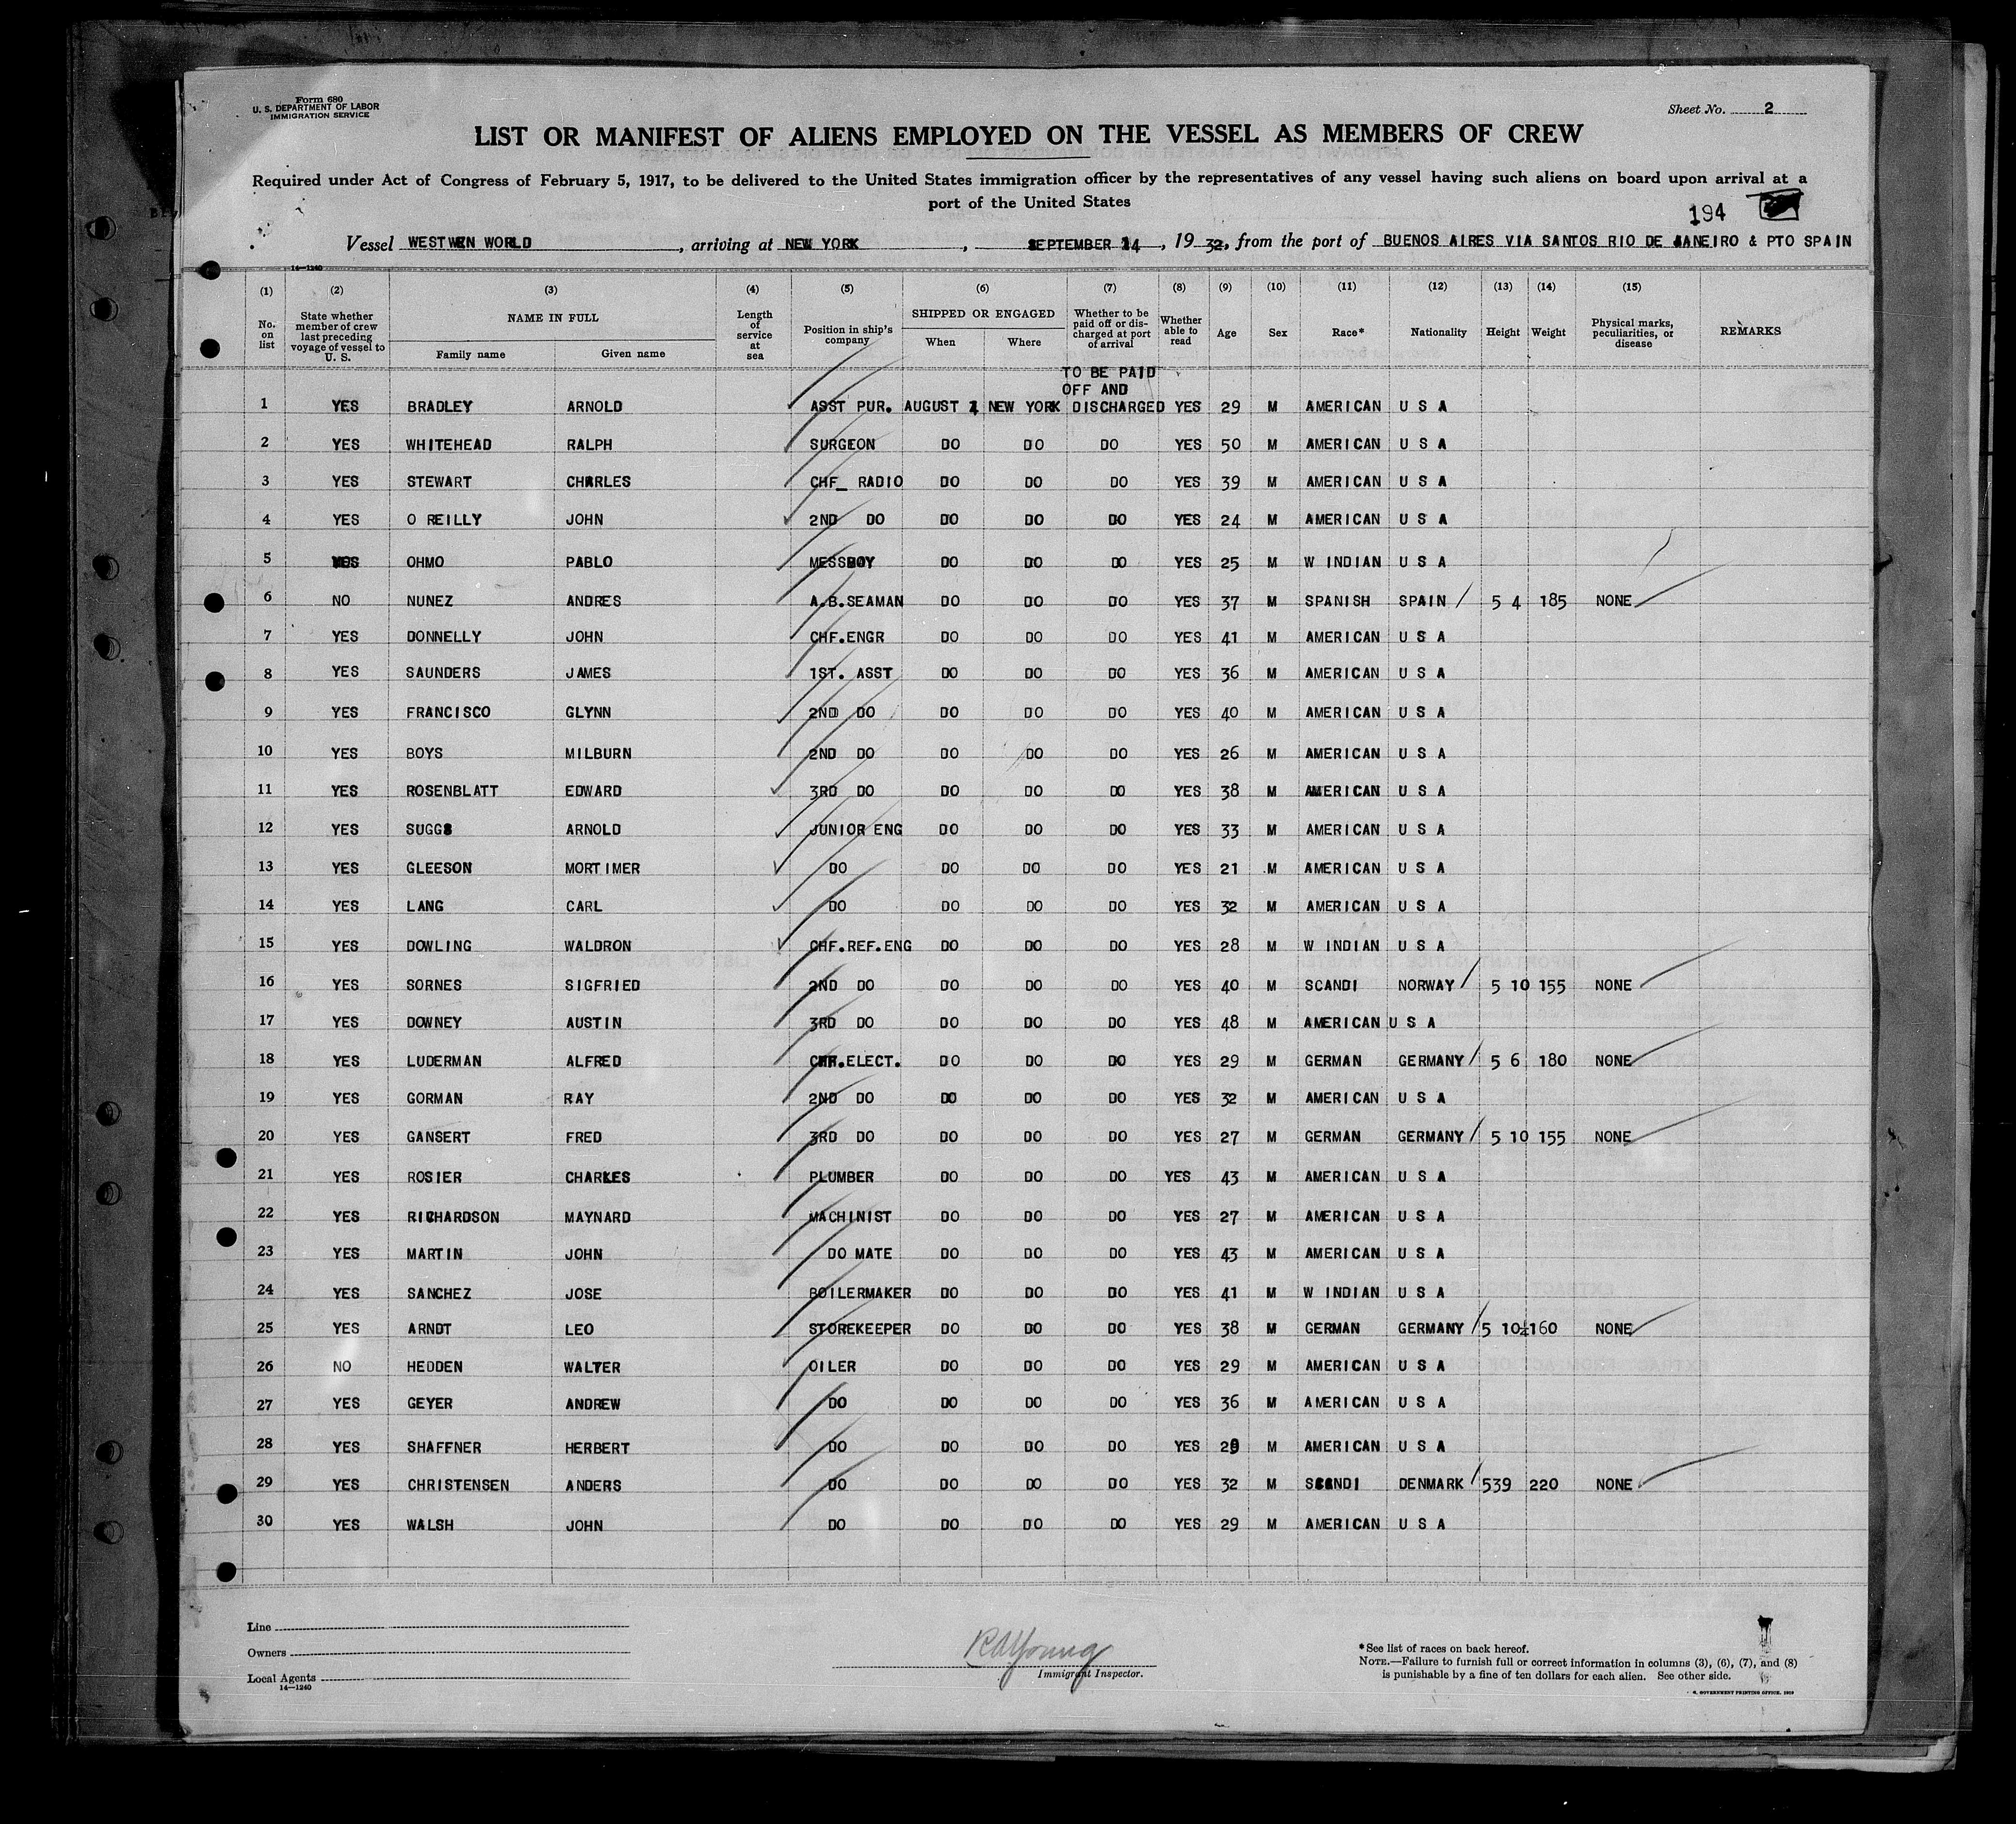 Form 680
U. S. DEPARTMENT OF LABOR
IMMIGRATION SERVICE
Sheet No. 2
LIST OR MANIFEST OF ALIENS EMPLOYED ON THE VESSEL AS MEMBERS OF CREW
Required under Act of Congress of February 5, 1917, to be delivered to the United States immigration officer by the representatives of any vessel having such aliens on board upon arrival at a
port of the United States
194
Vessel WESTWEN WORLD, arriving at NEW YORK, SEPTEMBER 14, 19 32, from the port of BUENOS AIRES VIA SANTOS RIO DE JANEIRO & PTO SPAIN
14—1240
(1) (2) (3) (4) (5) (6) (7) (8) (9) (10) (11) (12) (13) (14) (15)
No. on list State whether member of crew last preceding voyage of vessel to U. S. NAME IN FULL Family name Given name Length of service at sea Position in ship's company SHIPPED OR ENGAGED When Where Whether to be paid off or discharged at port of arrival Whether able to read Age Sex Race* Nationality Height Weight Physical marks, peculiarities, or disease REMARKS
TO BE PAID
OFF AND
1 YES BRADLEY ARNOLD ASST PUR. AUGUST NEW YORK DISCHARGED YES 29 M AMERICAN U S A
2 YES WHITEHEAD RALPH SURGEON DO DO DO YES 50 M AMERICAN U S A
3 YES STEWART CHARLES CHF_ RADIO DO DO DO YES 39 M AMERICAN U S A
4 YES O REILLY JOHN 2ND DO DO DO DO YES 24 M AMERICAN U S A
5 YES OHMO PABLO MESSBOY DO DO DO YES 25 M W INDIAN U S A
6 NO NUNEZ ANDRES A.B.SEAMAN DO DO DO YES 37 M SPANISH SPAIN / 5 4 185 NONE
7 YES DONNELLY JOHN CHF.ENGR DO DO DO YES 41 M AMERICAN U S A
8 YES SAUNDERS JAMES 1ST. ASST DO DO DO YES 36 M AMERICAN U S A
9 YES FRANCISCO GLYNN 2ND DO DO DO DO YES 40 M AMERICAN U S A
10 YES BOYS MILBURN 2ND DO DO DO DO YES 26 M AMERICAN U S A
11 YES ROSENBLATT EDWARD 3RD DO DO DO DO YES 38 M AMERICAN U S A
12 YES SUGGS ARNOLD JUNIOR ENG DO DO DO YES 33 M AMERICAN U S A
13 YES GLEESON MORTIMER DO DO DO DO YES 21 M AMERICAN U S A
14 YES LANG CARL DO DO DO DO YES 32 M AMERICAN U S A
15 YES DOWLING WALDRON CHF.REF.ENG DO DO DO YES 28 M W INDIAN U S A
16 YES SORNES SIGFRIED 2ND DO DO DO DO YES 40 M SCANDI NORWAY / 5 10 155 NONE
17 YES DOWNEY AUSTIN 3RD DO DO DO DO YES 48 M AMERICAN U S A
18 YES LUDERMAN ALFRED CHF.ELECT. DO DO DO YES 29 M GERMAN GERMANY / 5 6 180 NONE
19 YES GORMAN RAY 2ND DO DO DO DO YES 32 M AMERICAN U S A
20 YES GANSERT FRED 3RD DO DO DO DO YES 27 M GERMAN GERMANY / 5 10 155 NONE
21 YES ROSIER CHARLES PLUMBER DO DO DO YES 43 M AMERICAN U S A
22 YES RICHARDSON MAYNARD MACHINIST DO DO DO YES 27 M AMERICAN U S A
23 YES MARTIN JOHN DO MATE DO DO DO YES 43 M AMERICAN U S A
24 YES SANCHEZ JOSE BOILERMAKER DO DO DO YES 41 M W INDIAN U S A
25 YES ARNDT LEO STOREKEEPER DO DO DO YES 38 M GERMAN GERMANY / 5 10½ 160 NONE
26 NO HEDDEN WALTER OILER DO DO DO YES 29 M AMERICAN U S A
27 YES GEYER ANDREW DO DO DO DO YES 36 M AMERICAN U S A
28 YES SHAFFNER HERBERT DO DO DO DO YES 29 M AMERICAN U S A
29 YES CHRISTENSEN ANDERS DO DO DO DO YES 32 M SCANDI DENMARK / 539 220 NONE
30 YES WALSH JOHN DO DO DO DO YES 29 M AMERICAN U S A
Line
Owners
Local Agents
14—1240
R A Young
Immigrant Inspector.
*See list of races on back hereof.
NOTE.—Failure to furnish full or correct information in columns (3), (6), (7), and (8)
is punishable by a fine of ten dollars for each alien. See other side.
GOVERNMENT PRINTING OFFICE